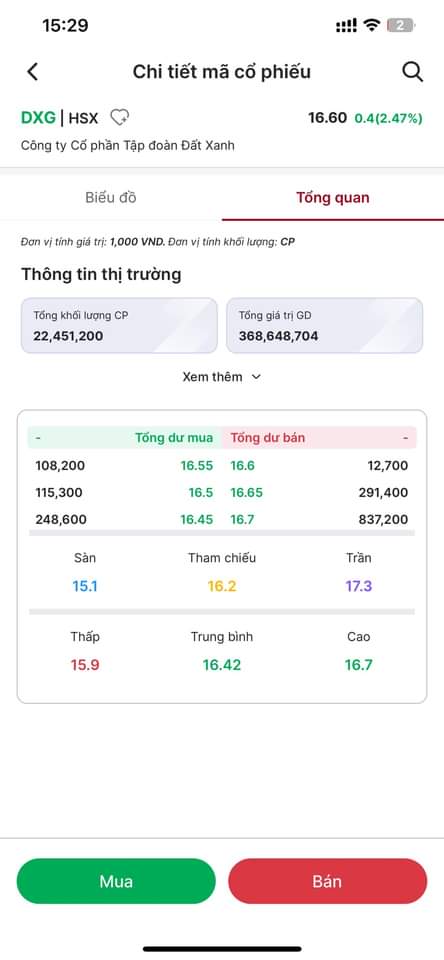 15:29
2
Chi tiết mã cổ phiếu
DXG | HSX 16.60 0.4(2.47%)
Công ty Cổ phần Tập đoàn Đất Xanh
Biểu đồ Tổng quan
Đơn vị tính giá trị: 1,000 VND. Đơn vị tính khối lượng: CP
Thông tin thị trường
Tổng khối lượng CP Tổng giá trị GD
22,451,200 368,648,704
Xem thêm
- Tổng dư mua Tổng dư bán -
108,200 16.55 16.6 12,700
115,300 16.5 16.65 291,400
248,600 16.45 16.7 837,200
Sàn Tham chiếu Trần
15.1 16.2 17.3
Thấp Trung bình Cao
15.9 16.42 16.7
Mua Bán